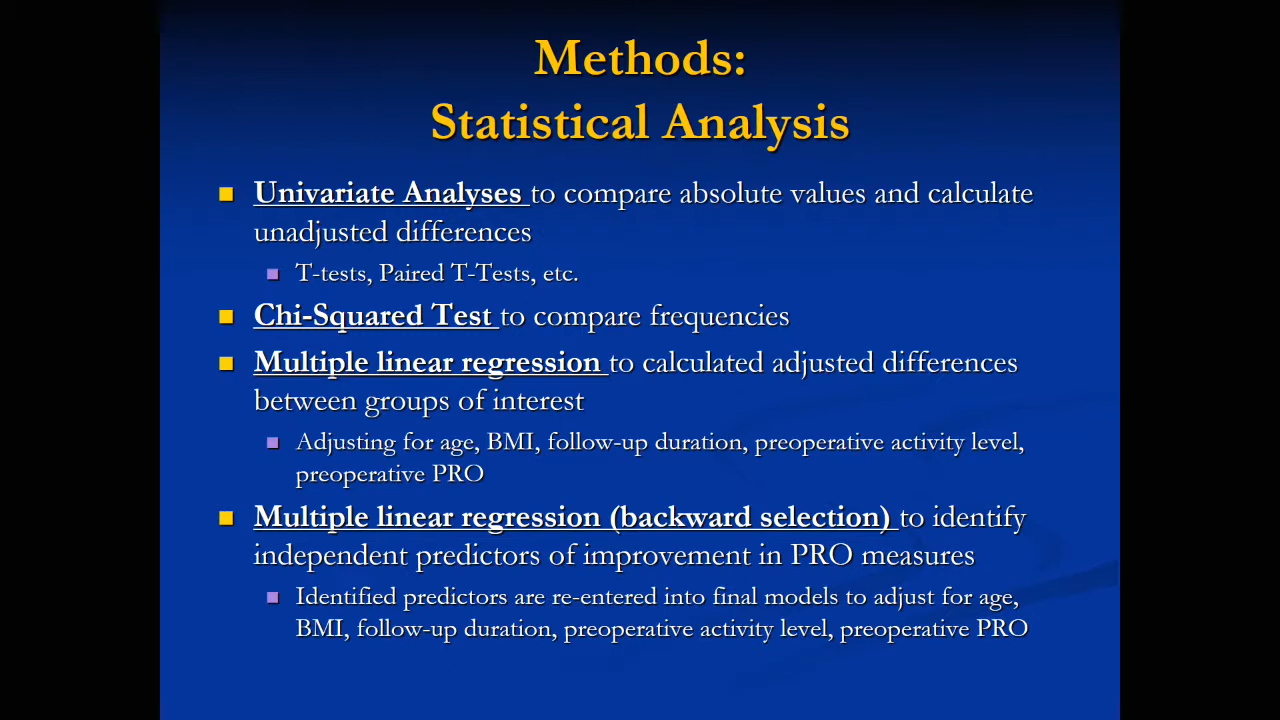 Methods:
Statistical Analysis
Univariate Analyses to compare absolute values and calculate
unadjusted differences
T-tests, Paired T-Tests, etc.
Chi-Squared Test to compare frequencies
Multiple linear regression to calculated adjusted differences
between groups of interest
Adjusting for age, BMI, follow-up duration, preoperative activity level,
preoperative PRO
Multiple linear regression (backward selection) to identify
independent predictors of improvement in PRO measures
Identified predictors are re-entered into final models to adjust for age,
BMI, follow-up duration, preoperative activity level, preoperative PRO